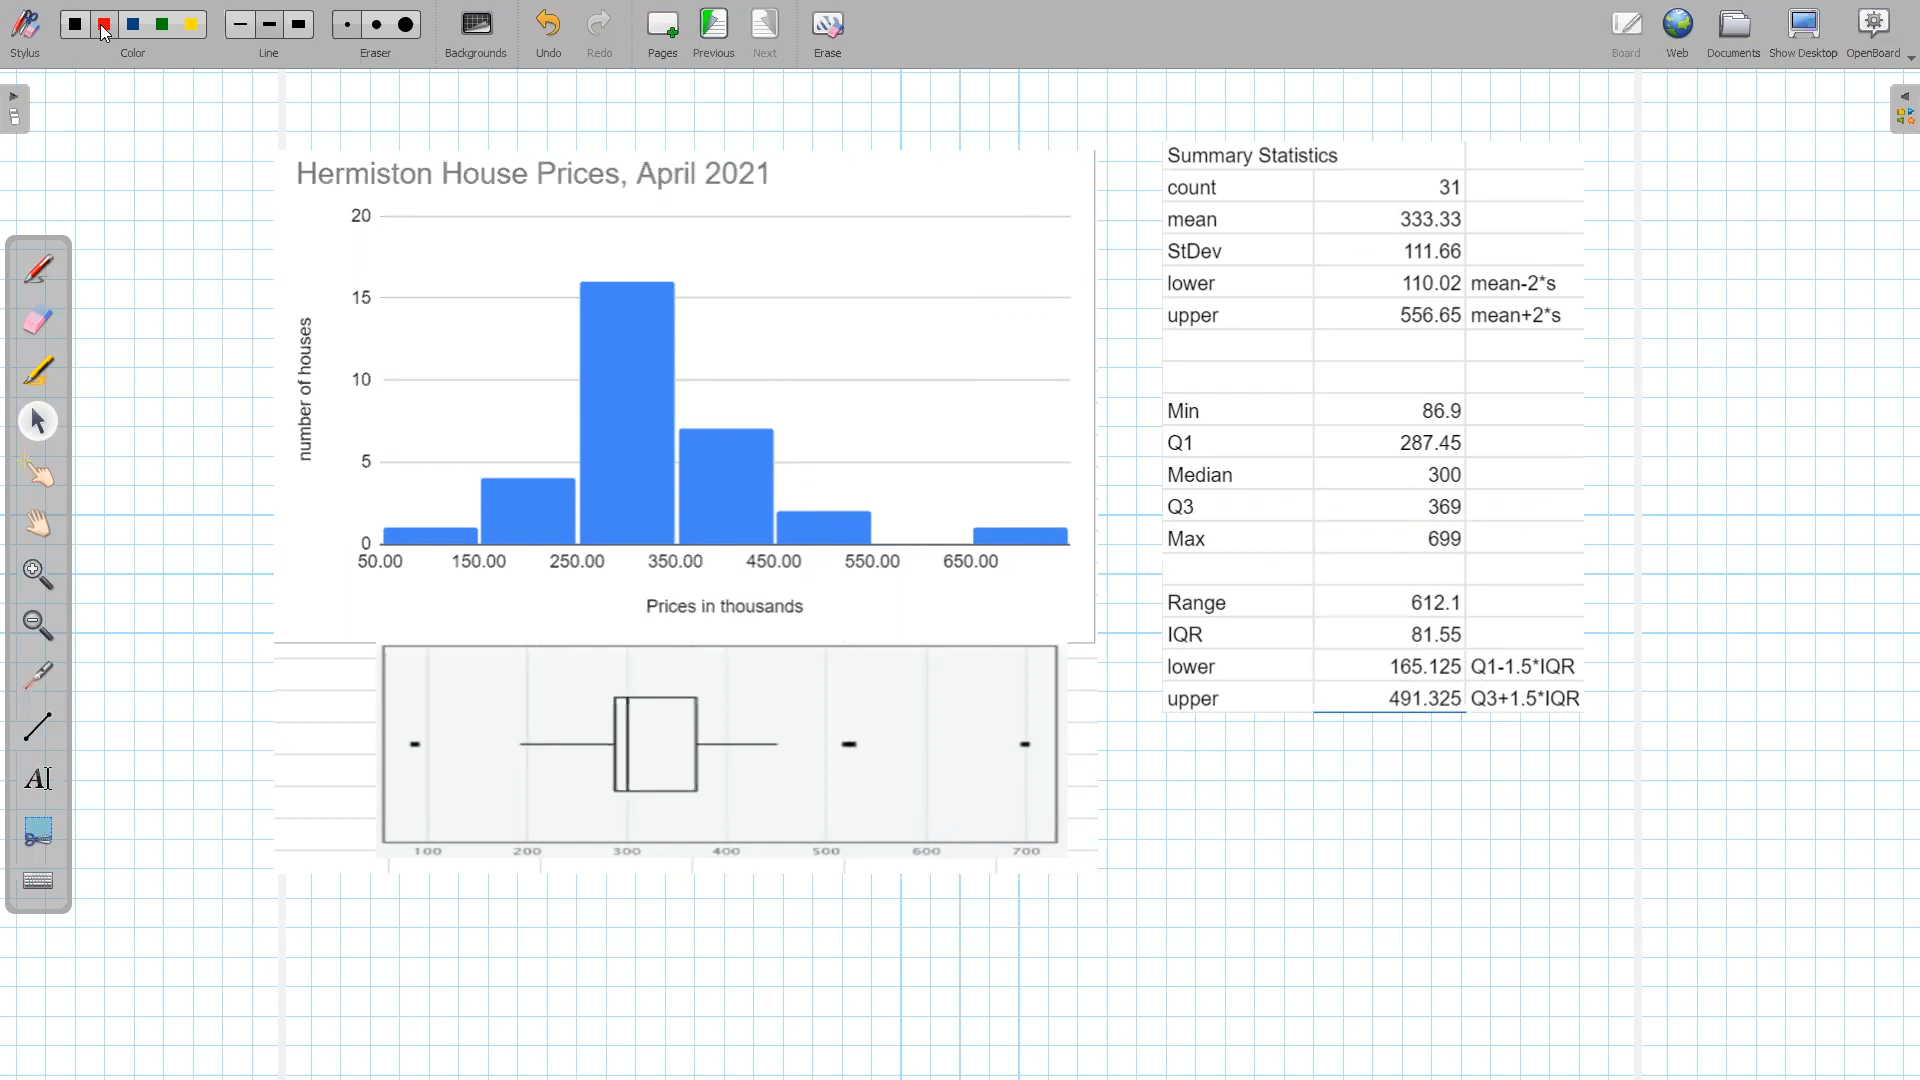 Stylus
Color
Line
Eraser
Backgrounds
Undo
Redo
Pages
Previous
Next
Erase
Board
Web
Documents
Show Desktop
OpenBoard
Hermiston House Prices, April 2021
number of houses
20
15
10
5
0
50.00 150.00 250.00 350.00 450.00 550.00 650.00
Prices in thousands
100 200 300 400 500 600 700
Summary Statistics
count 31
mean 333.33
StDev 111.66
lower 110.02 mean-2*s
upper 556.65 mean+2*s
Min 86.9
Q1 287.45
Median 300
Q3 369
Max 699
Range 612.1
IQR 81.55
lower 165.125 Q1-1.5*IQR
upper 491.325 Q3+1.5*IQR
AI